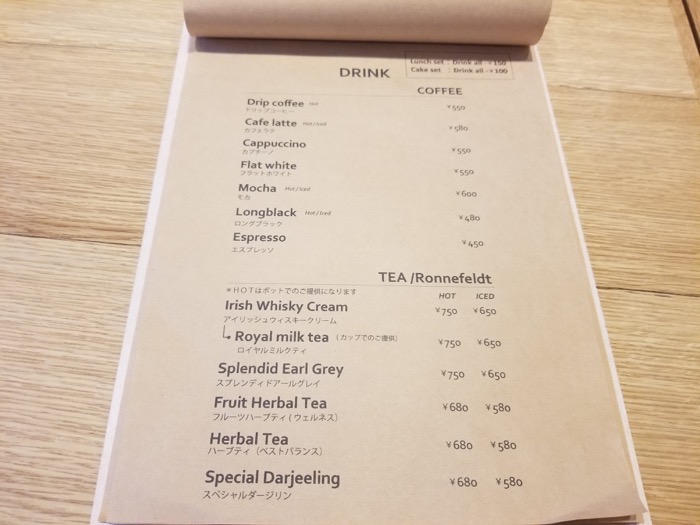 Lunch set : Drink all -¥150
Cake set : Drink all -¥100
DRINK
COFFEE
Drip coffee Hot ¥550
ドリップコーヒー
Cafe latte Hot/Iced ¥580
カフェラテ
Cappuccino ¥550
カプチーノ
Flat white ¥550
フラットホワイト
Mocha Hot/Iced ¥600
モカ
Longblack Hot/Iced ¥480
ロングブラック
Espresso ¥450
エスプレッソ
TEA /Ronnefeldt
＊HOTはポットでのご提供になります HOT ICED
Irish Whisky Cream ¥750 ¥650
アイリッシュウィスキークリーム
Royal milk tea (カップでのご提供) ¥750 ¥650
ロイヤルミルクティ
Splendid Earl Grey ¥750 ¥650
スプレンディドアールグレイ
Fruit Herbal Tea ¥680 ¥580
フルーツハーブティ(ウェルネス)
Herbal Tea ¥680 ¥580
ハーブティ (ベストバランス)
Special Darjeeling ¥680 ¥580
スペシャルダージリン